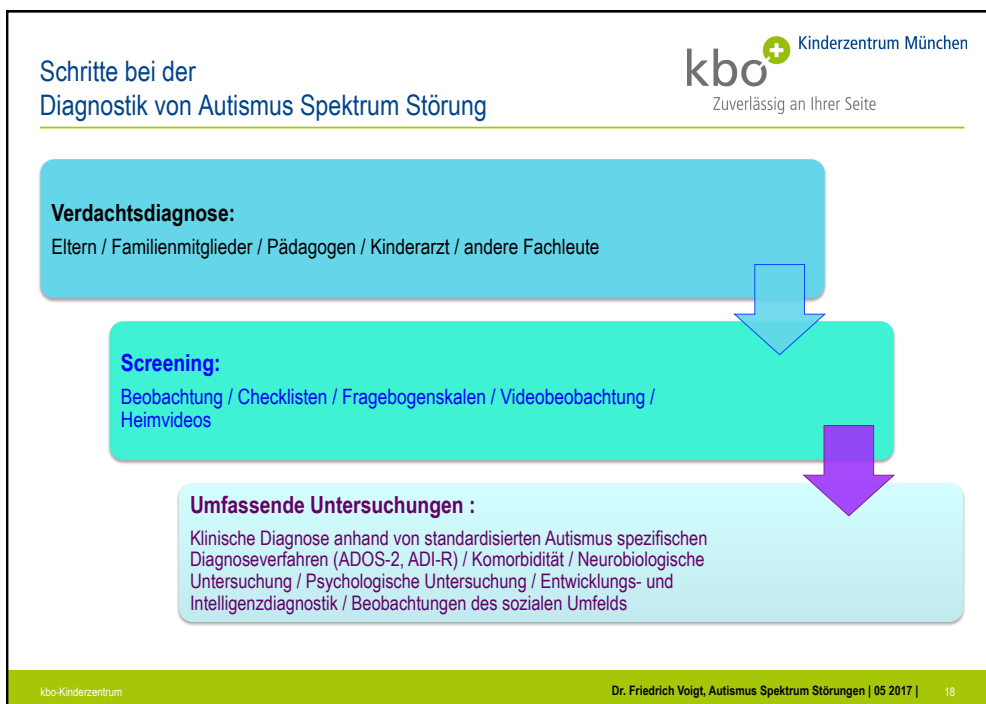 Schritte bei der
Diagnostik von Autismus Spektrum Störung
kbo
Kinderzentrum München
Zuverlässig an Ihrer Seite
Verdachtsdiagnose:
Eltern / Familienmitglieder / Pädagogen / Kinderarzt / andere Fachleute
Screening:
Beobachtung / Checklisten / Fragebogenskalen / Videobeobachtung /
Heimvideos
Umfassende Untersuchungen :
Klinische Diagnose anhand von standardisierten Autismus spezifischen
Diagnoseverfahren (ADOS-2, ADI-R) / Komorbidität / Neurobiologische
Untersuchung / Psychologische Untersuchung / Entwicklungs- und
Intelligenzdiagnostik / Beobachtungen des sozialen Umfelds
kbo-Kinderzentrum
Dr. Friedrich Voigt, Autismus Spektrum Störungen | 05 2017 | 18